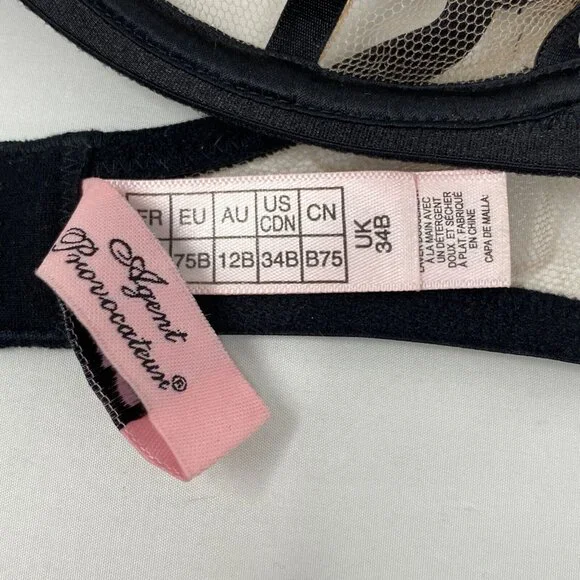 Agent
Provocateur®
FR EU AU US CDN CN
75B 12B 34B B75
UK
34B
À LA MAIN AVEC
UN DÉTERGENT
DOUX ET SÉCHER
À PLAT. FABRIQUÉ
EN CHINE
CAPA DE MALLA: